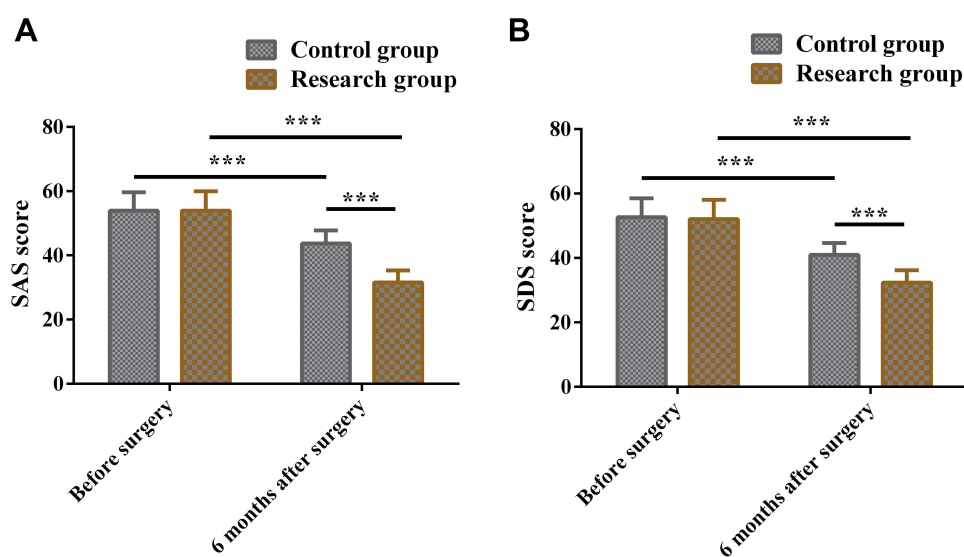 A
Control group
Research group
SAS score
80
60
40
20
0
***
***
***
Before surgery
6 months after surgery
B
Control group
Research group
SDS score
80
60
40
20
0
***
***
***
Before surgery
6 months after surgery